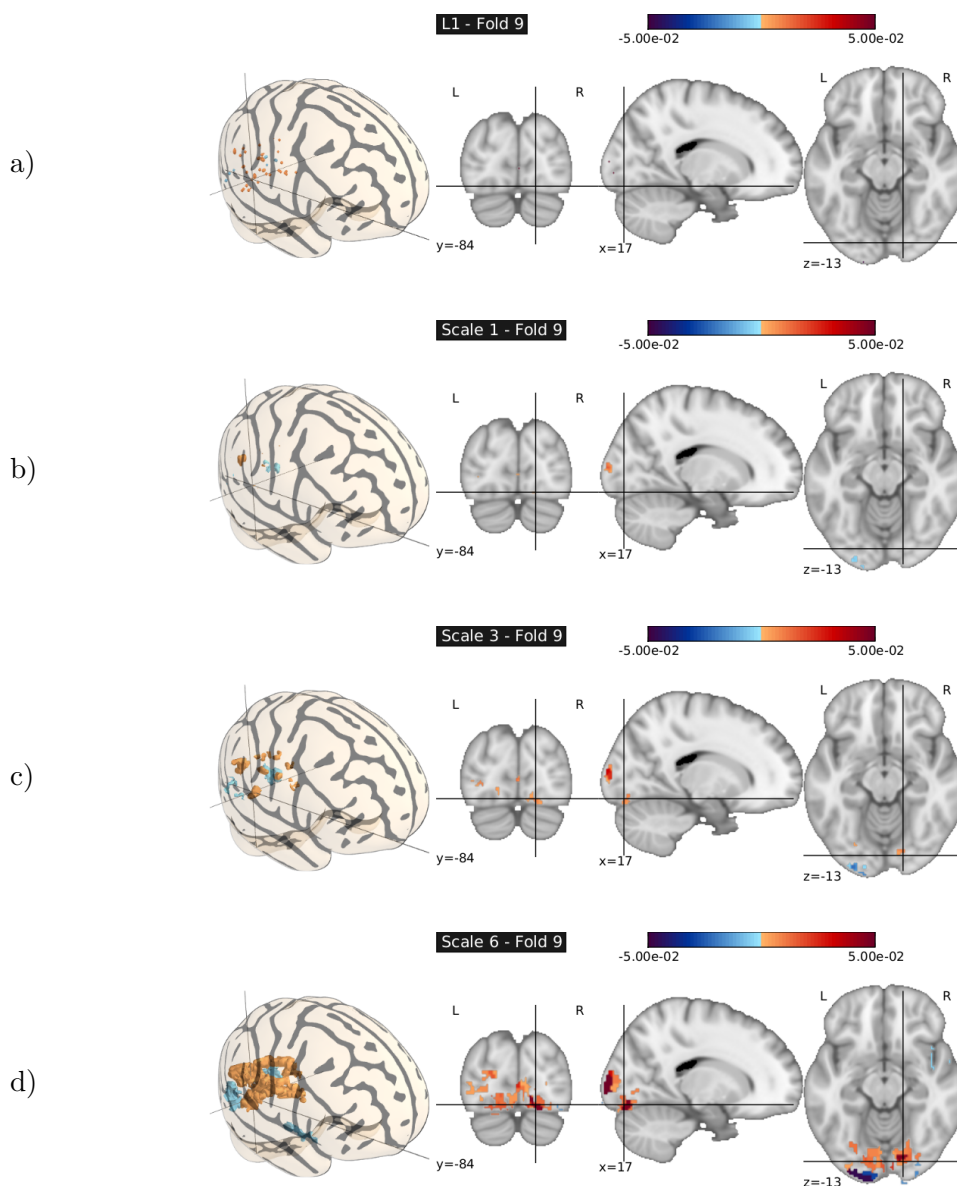 L1 - Fold 9
-5.00e-02 5.00e-02
L R L R
a)
y=-84 x=17 z=-13
Scale 1 - Fold 9
-5.00e-02 5.00e-02
L R L R
b)
y=-84 x=17 z=-13
Scale 3 - Fold 9
-5.00e-02 5.00e-02
L R L R
c)
y=-84 x=17 z=-13
Scale 6 - Fold 9
-5.00e-02 5.00e-02
L R L R
d)
y=-84 x=17 z=-13